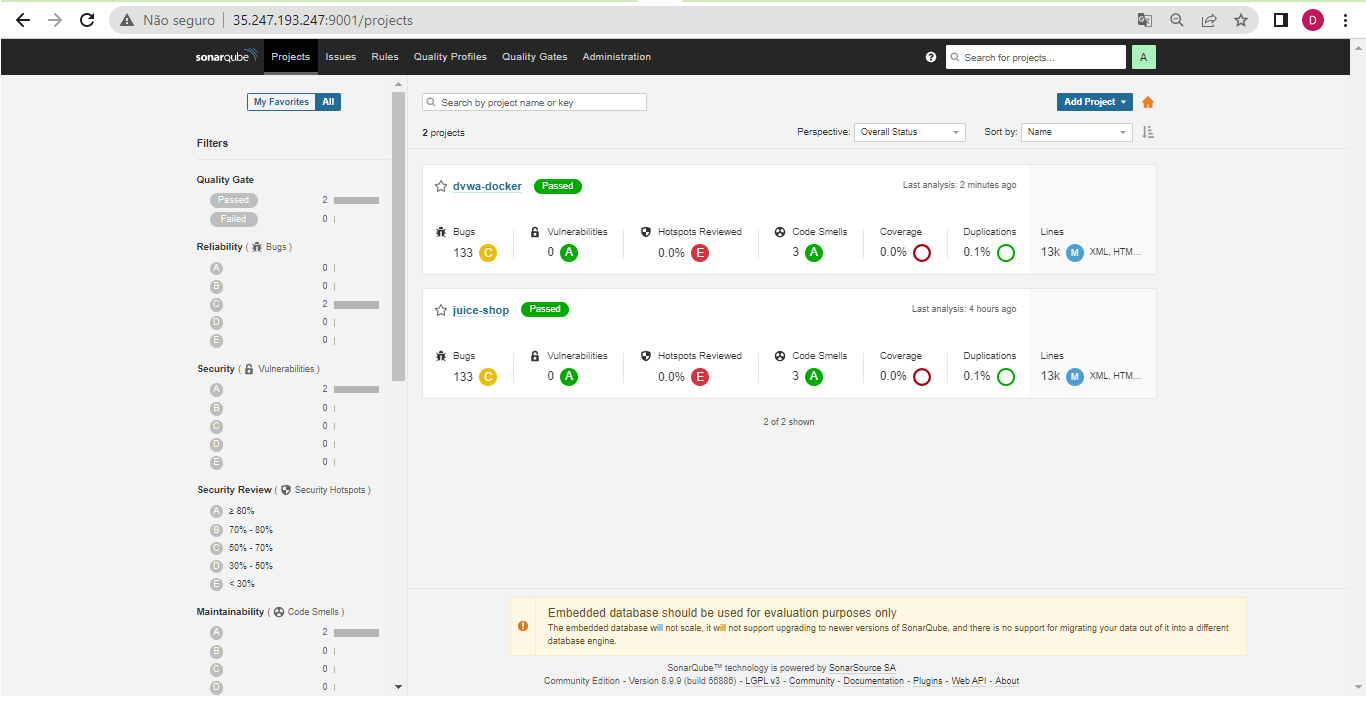 Não seguro | 35.247.193.247:9001/projects D
sonarqube Projects Issues Rules Quality Profiles Quality Gates Administration Search for projects... A
My Favorites All
Search by project name or key
Add Project
2 projects
Perspective: Overall Status Sort by: Name
Filters
Quality Gate
Passed 2
Failed 0
Reliability ( Bugs )
A 0
B 0
C 2
D 0
E 0
Security ( Vulnerabilities )
A 2
B 0
C 0
D 0
E 0
Security Review ( Security Hotspots )
A ≥ 80%
B 70% - 80%
C 50% - 70%
D 30% - 50%
E < 30%
Maintainability ( Code Smells )
A 2
B 0
C 0
D 0
dvwa-docker Passed Last analysis: 2 minutes ago
Bugs Vulnerabilities Hotspots Reviewed Code Smells Coverage Duplications Lines
133 C 0 A 0.0% E 3 A 0.0% 0.1% 13k M XML, HTM...
juice-shop Passed Last analysis: 4 hours ago
Bugs Vulnerabilities Hotspots Reviewed Code Smells Coverage Duplications Lines
133 C 0 A 0.0% E 3 A 0.0% 0.1% 13k M XML, HTM...
2 of 2 shown
Embedded database should be used for evaluation purposes only
The embedded database will not scale, it will not support upgrading to newer versions of SonarQube, and there is no support for migrating your data out of it into a different
database engine.
SonarQube™ technology is powered by SonarSource SA
Community Edition - Version 8.9.9 (build 56886) - LGPL v3 - Community - Documentation - Plugins - Web API - About